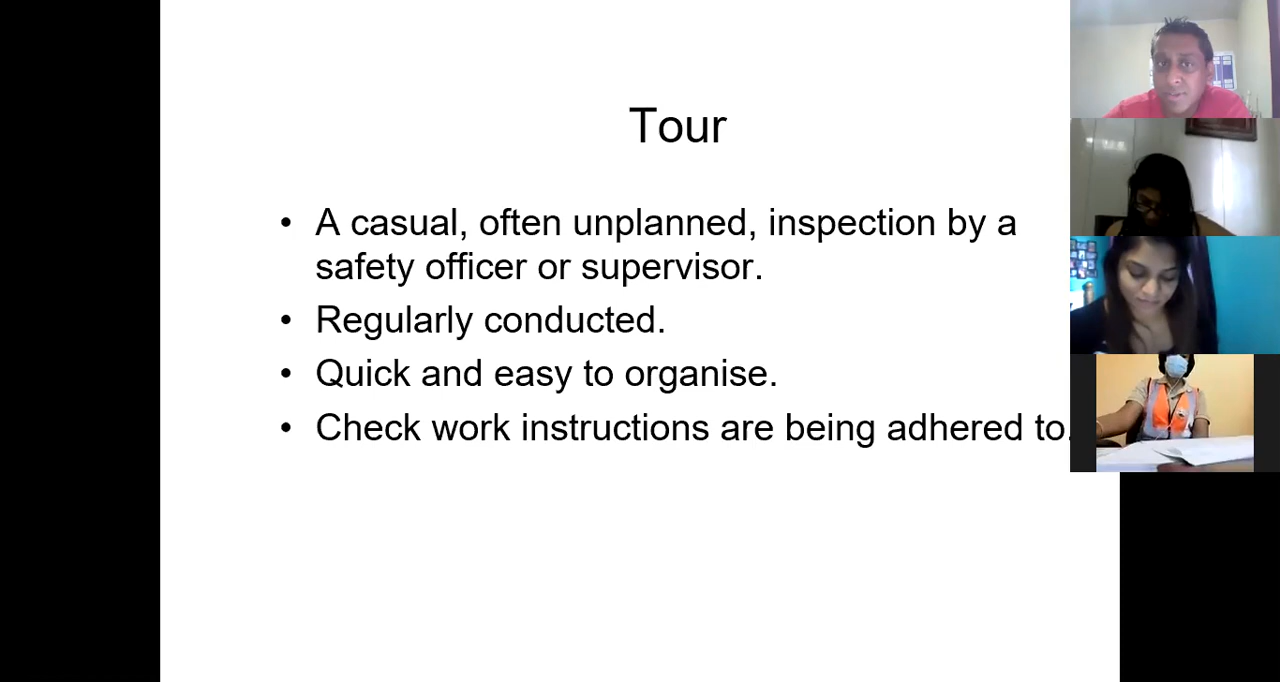 Tour
• A casual, often unplanned, inspection by a
safety officer or supervisor.
• Regularly conducted.
• Quick and easy to organise.
• Check work instructions are being adhered to.